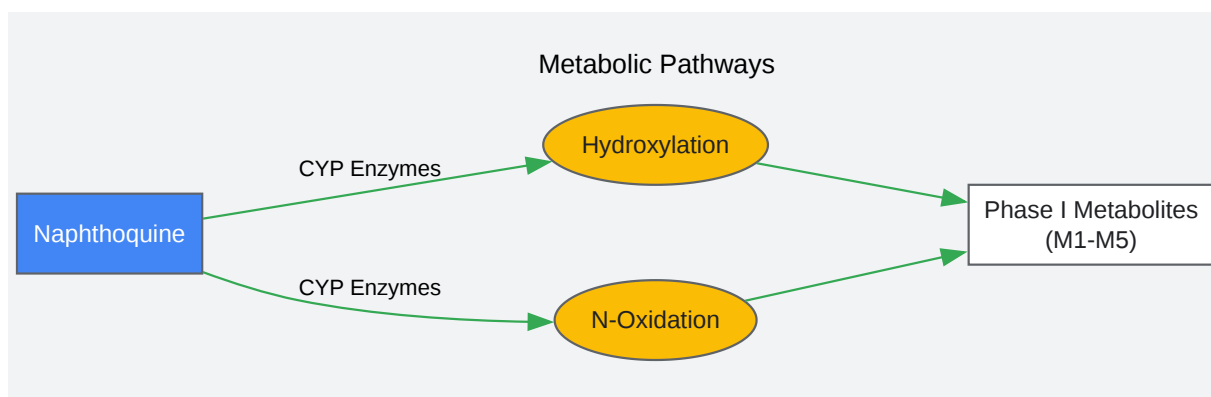 Metabolic Pathways
Naphthoquine
CYP Enzymes
CYP Enzymes
Hydroxylation
N-Oxidation
Phase I Metabolites
(M1-M5)